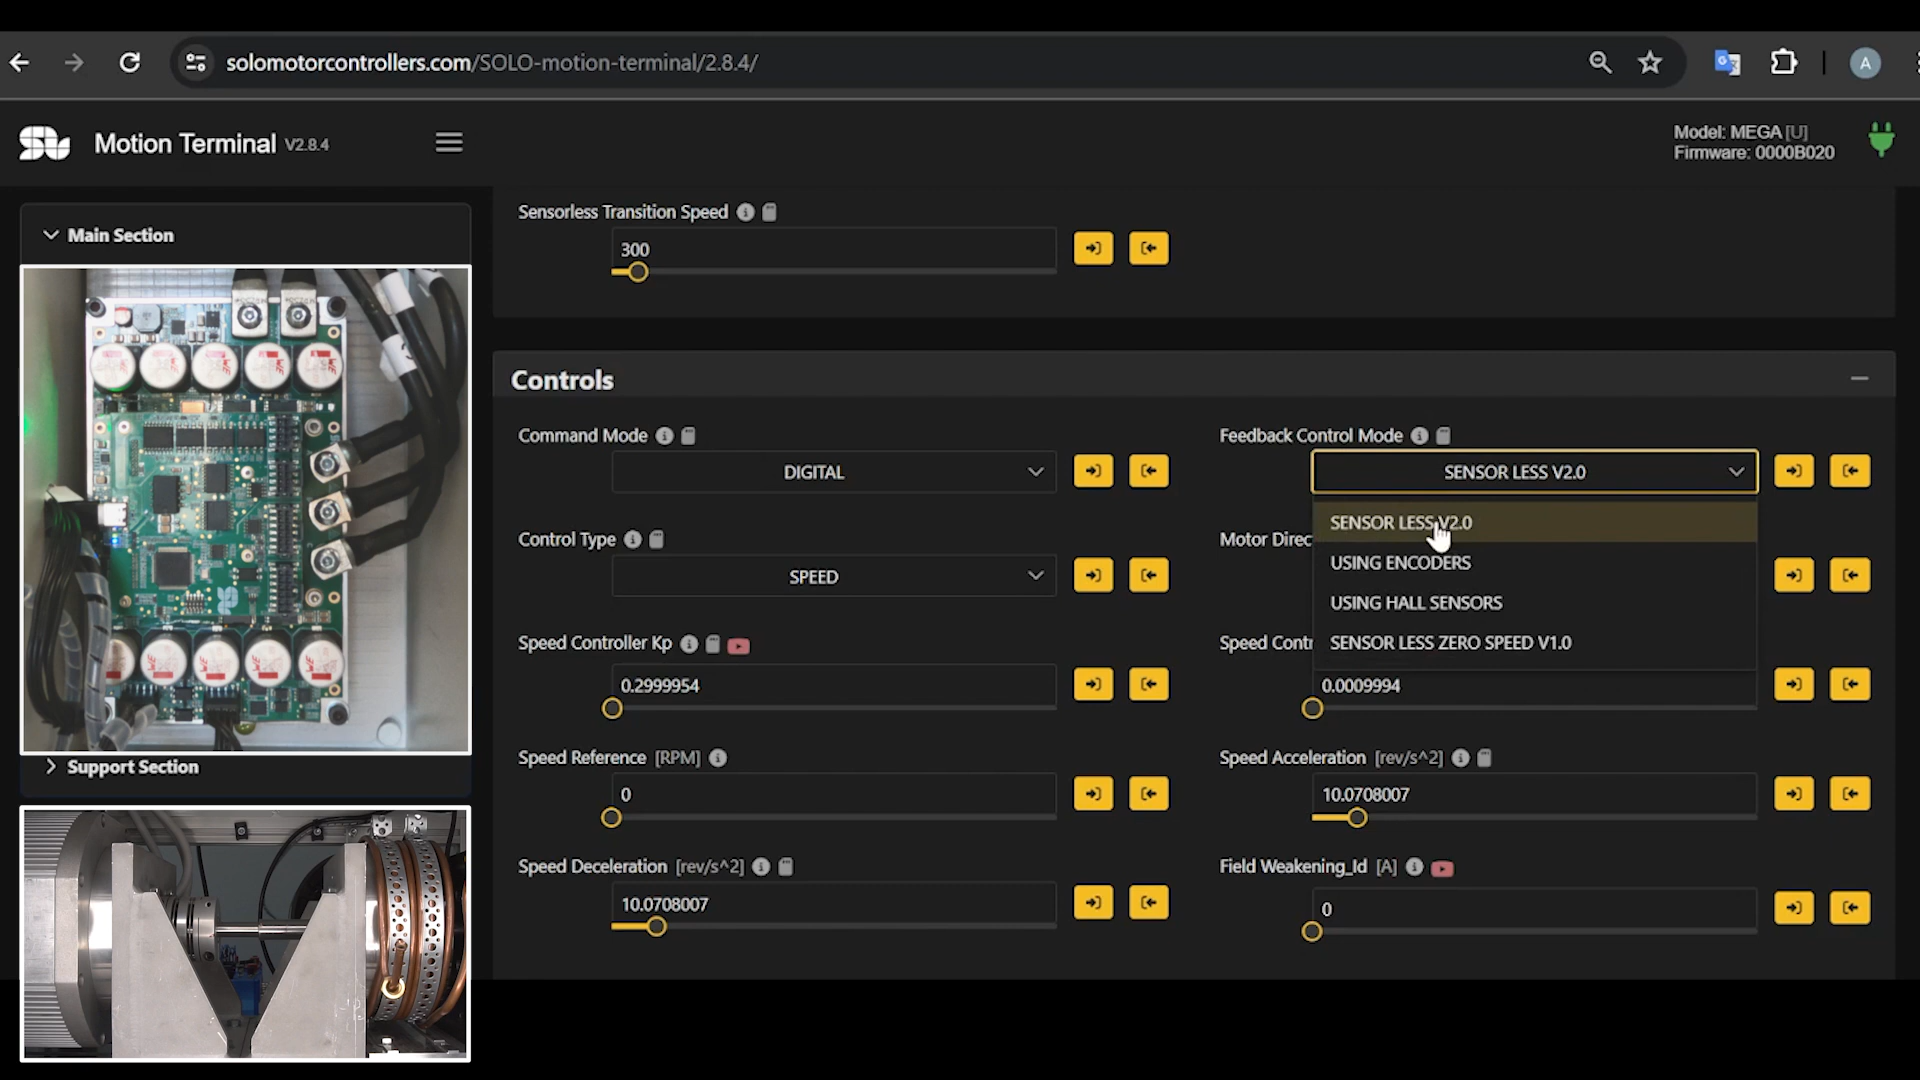 solomotorcontrollers.com/SOLO-motion-terminal/2.8.4/
A
Motion Terminal V2.8.4
Model: MEGA [U]
Firmware: 0000B020
Main Section
Support Section
Sensorless Transition Speed
300
Controls
Command Mode
DIGITAL
Feedback Control Mode
SENSOR LESS V2.0
SENSOR LESS V2.0
USING ENCODERS
USING HALL SENSORS
SENSOR LESS ZERO SPEED V1.0
Control Type
SPEED
Motor Direc
Speed Controller Kp
0.2999954
Speed Contr
0.0009994
Speed Reference [RPM]
0
Speed Acceleration [rev/s^2]
10.0708007
Speed Deceleration [rev/s^2]
10.0708007
Field Weakening_Id [A]
0